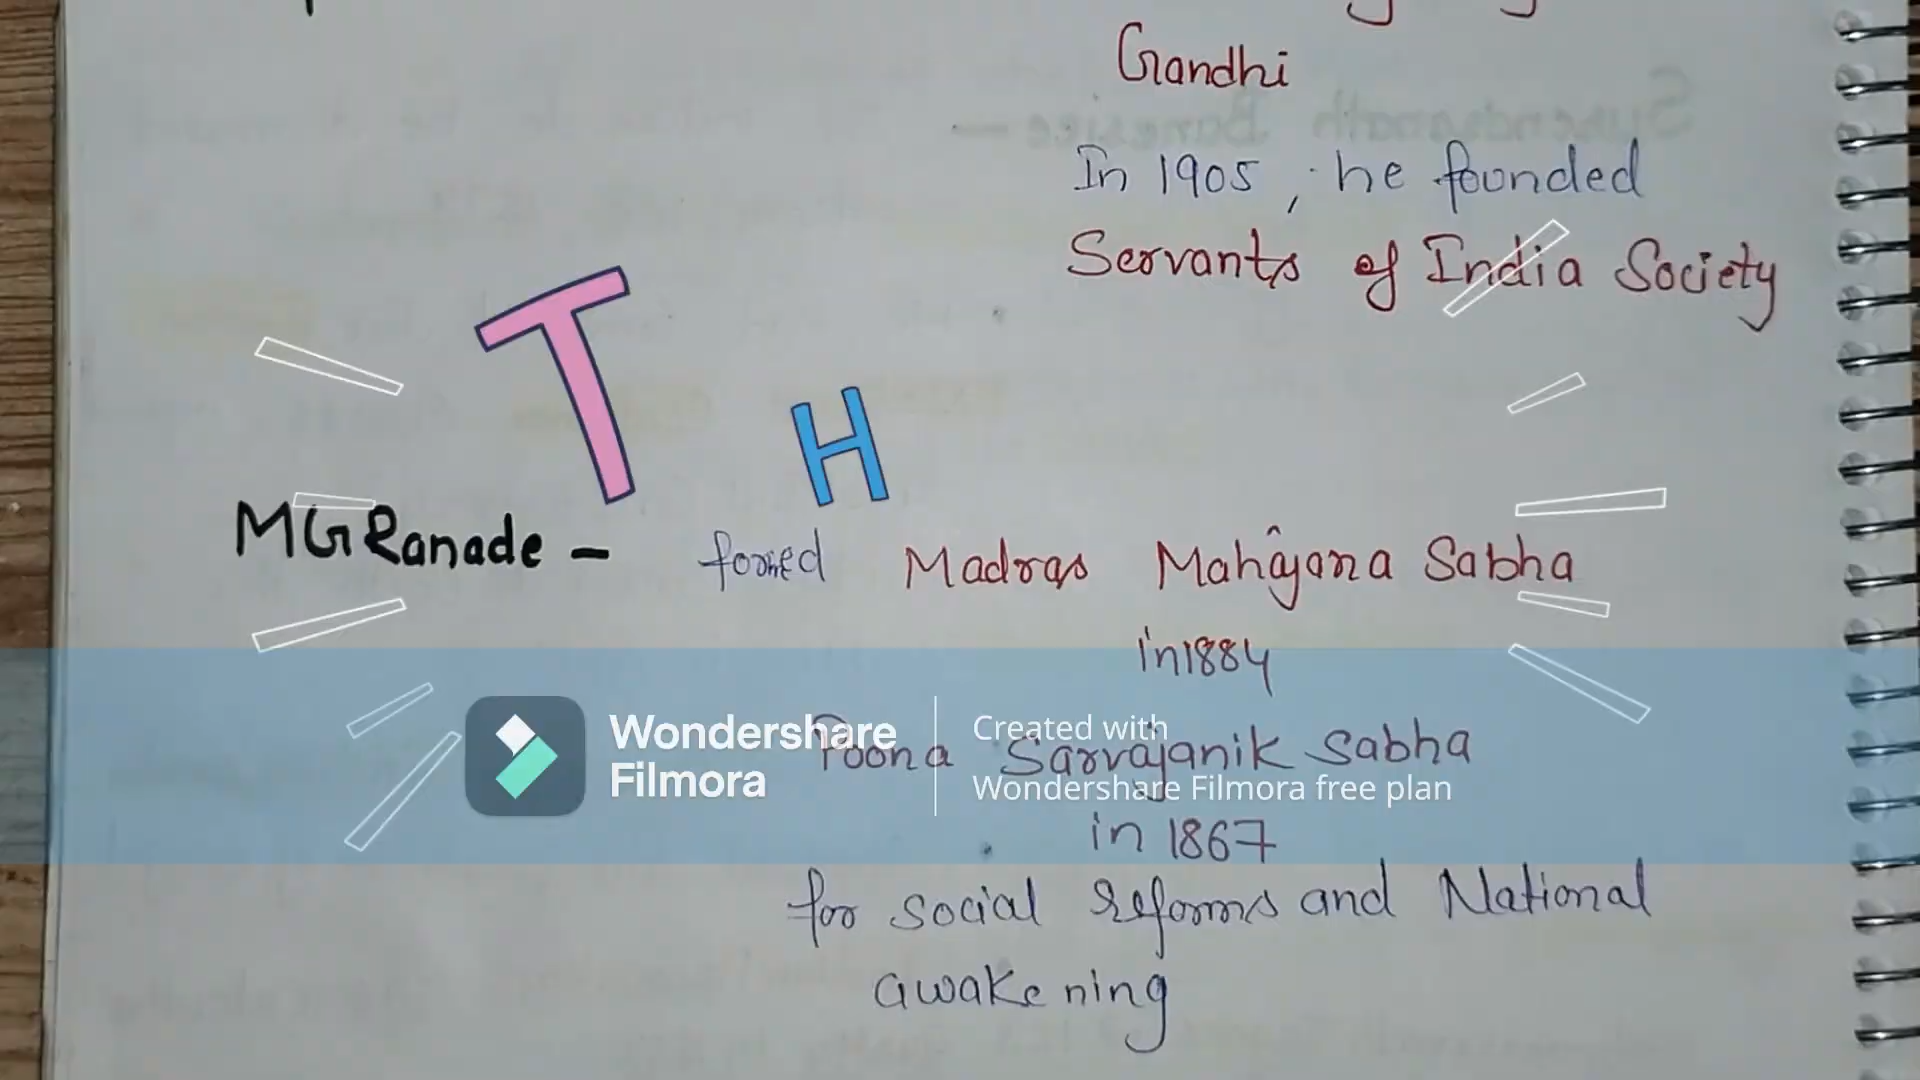 Gandhi
In 1905, he founded
Servants of India Society
T H
MG Ranade - formed Madras Mahajana Sabha
in 1884
Poona Sarvajanik Sabha
in 1867
for social reforms and National
awakening
Wondershare
Filmora
Created with
Wondershare Filmora free plan